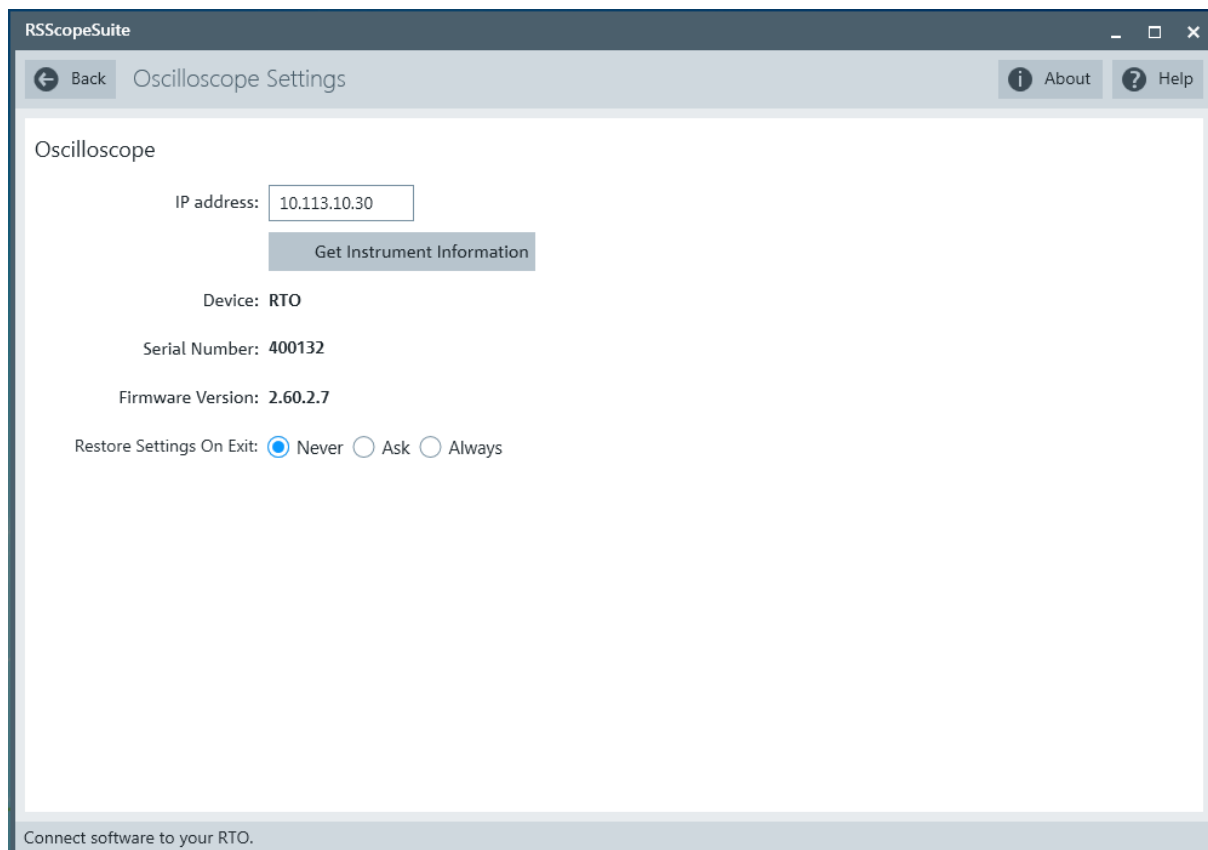 RSScopeSuite
Back Oscilloscope Settings About Help
Oscilloscope
IP address: 10.113.10.30
Get Instrument Information
Device: RTO
Serial Number: 400132
Firmware Version: 2.60.2.7
Restore Settings On Exit: Never Ask Always
Connect software to your RTO.